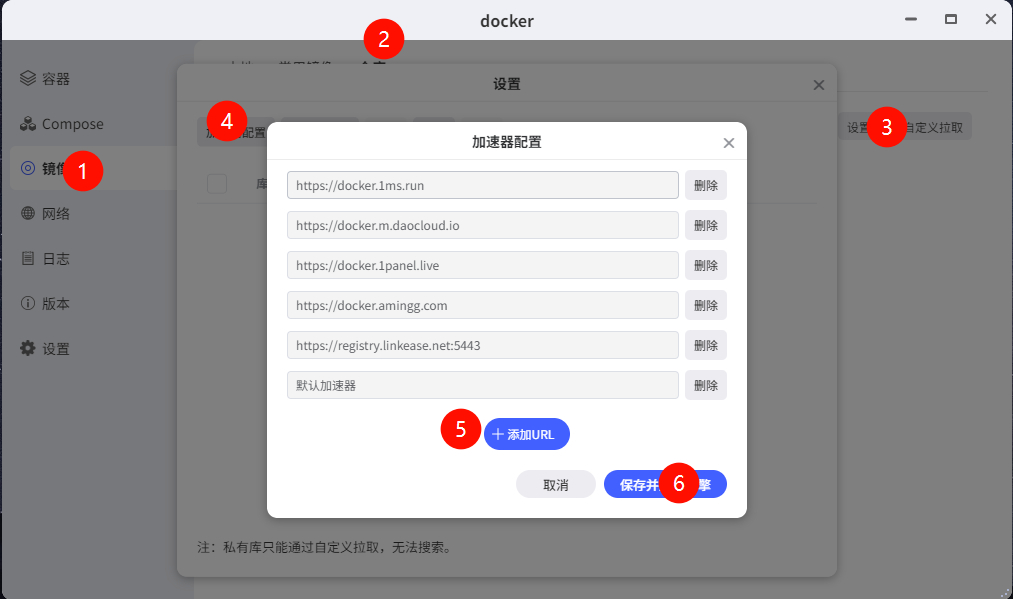 docker
2
容器
设置
Compose
4
加
配置
3
设置
自定义拉取
加速器配置
1
镜像
https://docker.1ms.run
删除
库
网络
https://docker.m.daocloud.io
删除
日志
https://docker.1panel.live
删除
版本
https://docker.amingg.com
删除
设置
https://registry.linkease.net:5443
删除
默认加速器
删除
5
添加URL
取消
保存并
6
擎
注：私有库只能通过自定义拉取，无法搜索。